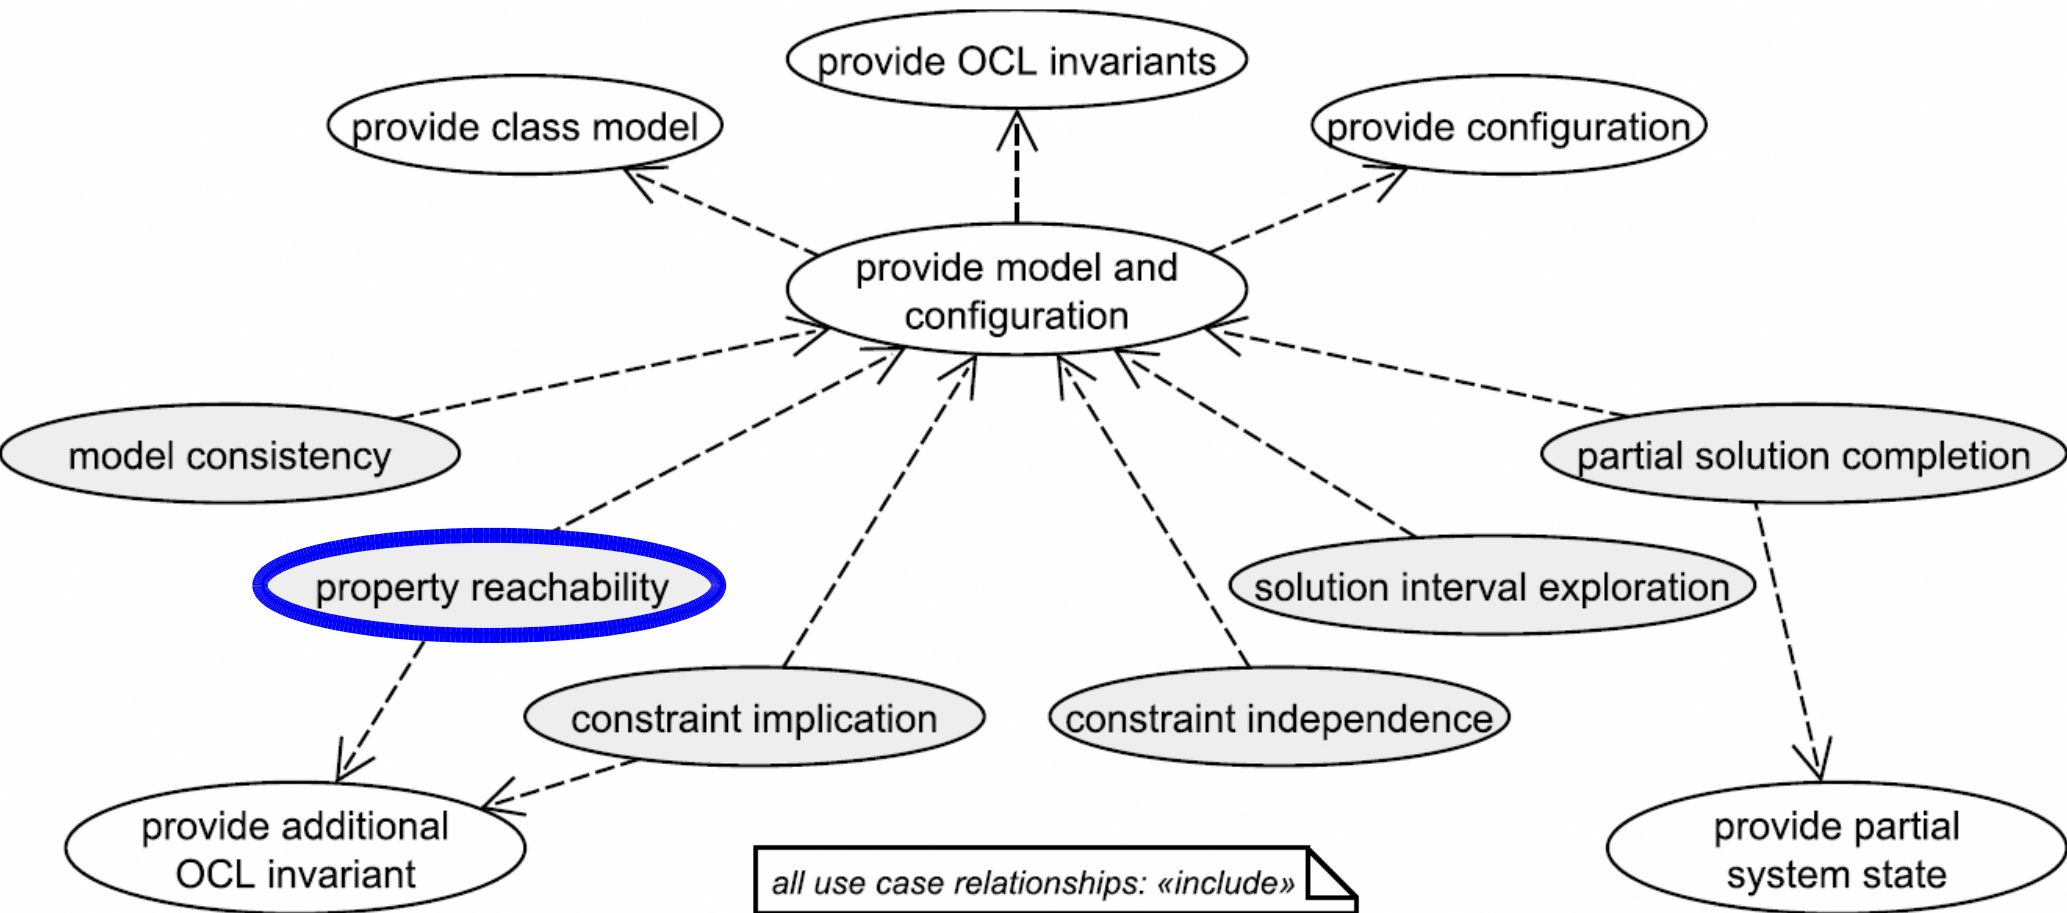 provide OCL invariants
provide class model
provide configuration
provide model and
configuration
model consistency
partial solution completion
property reachability
solution interval exploration
constraint implication
constraint independence
provide additional
OCL invariant
provide partial
system state
all use case relationships: «include»